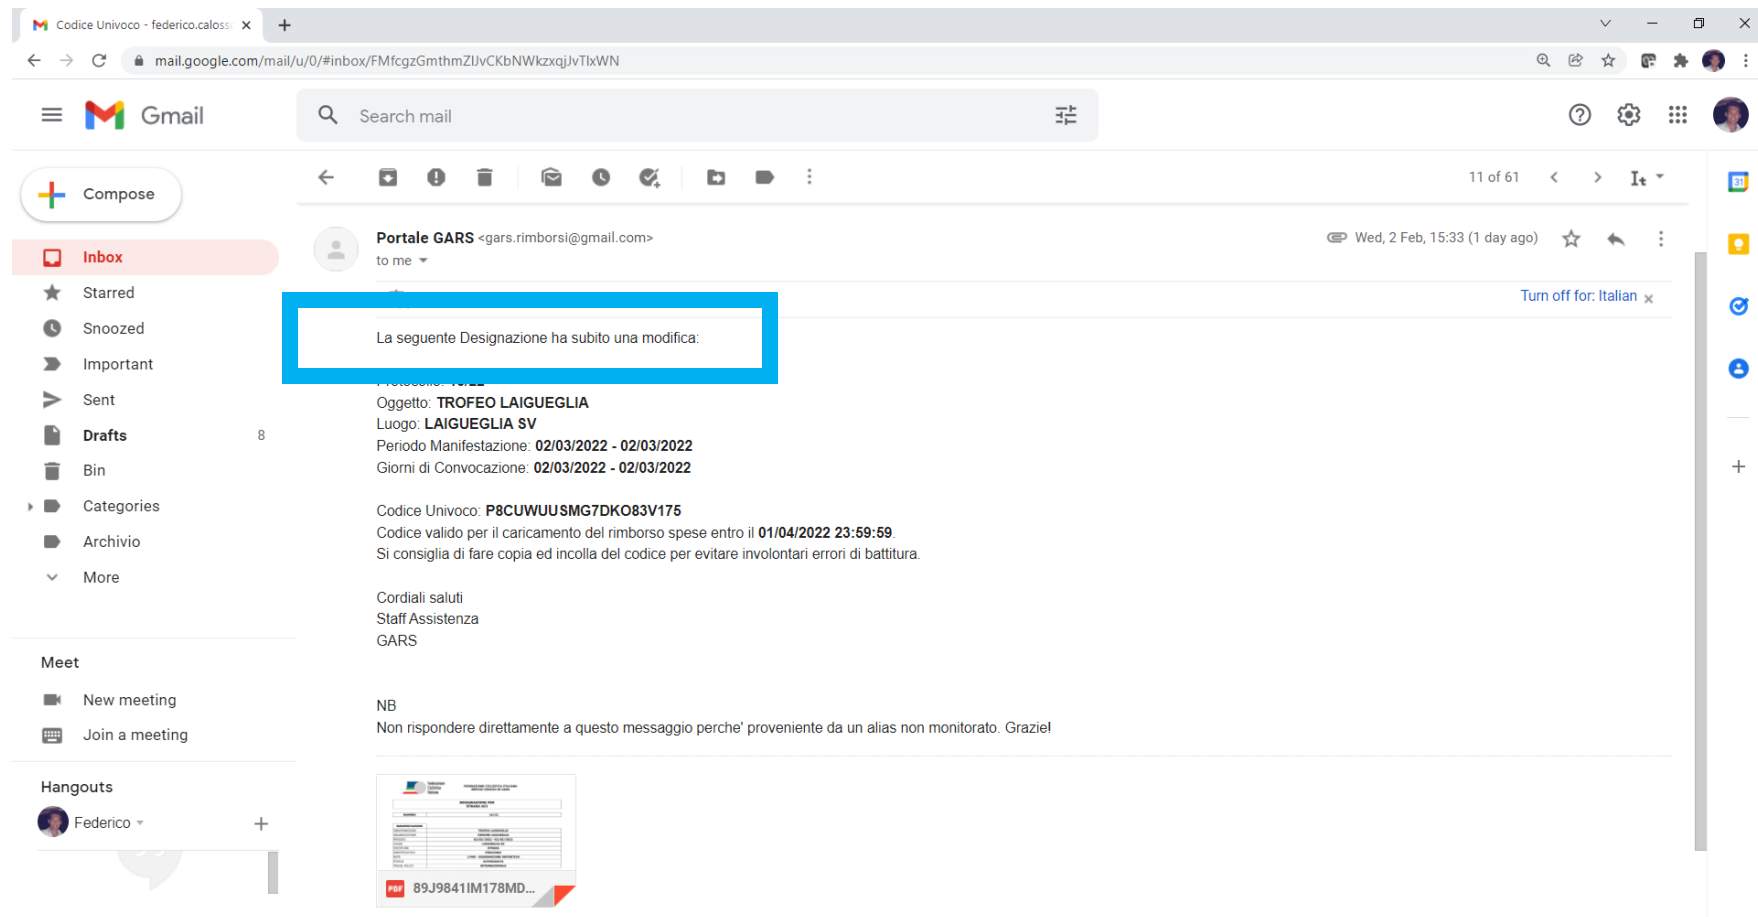 Codice Univoco - federico.caloss
mail.google.com/mail/u/0/#inbox/FMfcgzGmthmZlJvCKbNWkzxqjJvTlxWN
Gmail
Search mail
Compose
11 of 61
Inbox
Starred
Snoozed
Important
Sent
Drafts 8
Bin
Categories
Archivio
More
Meet
New meeting
Join a meeting
Hangouts
Federico
Portale GARS <gars.rimborsi@gmail.com>
Wed, 2 Feb, 15:33 (1 day ago)
to me
Turn off for: Italian
La seguente Designazione ha subito una modifica:
Oggetto: TROFEO LAIGUEGLIA
Luogo: LAIGUEGLIA SV
Periodo Manifestazione: 02/03/2022 - 02/03/2022
Giorni di Convocazione: 02/03/2022 - 02/03/2022
Codice Univoco: P8CUWUUSMG7DKO83V175
Codice valido per il caricamento del rimborso spese entro il 01/04/2022 23:59:59.
Si consiglia di fare copia ed incolla del codice per evitare involontari errori di battitura.
Cordiali saluti
Staff Assistenza
GARS
NB
Non rispondere direttamente a questo messaggio perche' proveniente da un alias non monitorato. Grazie!
PDF 89J9841IM178MD...
31